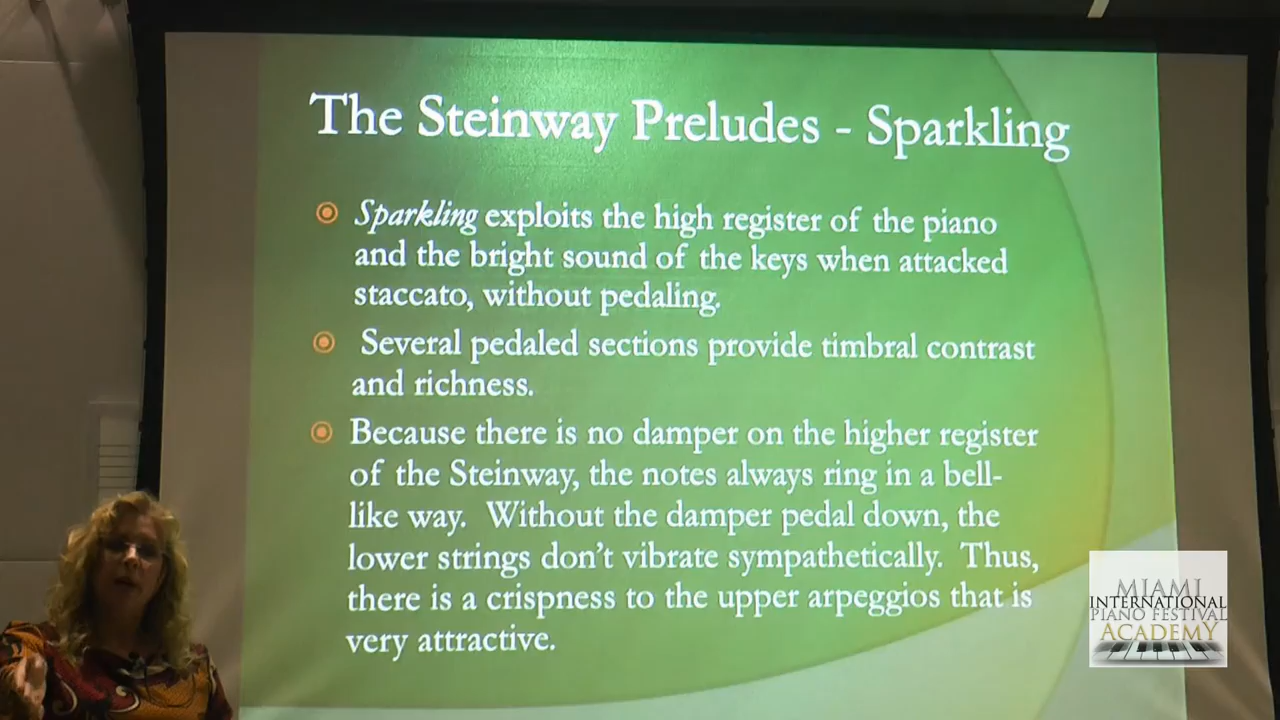 The Steinway Preludes - Sparkling
Sparkling exploits the high register of the piano
and the bright sound of the keys when attacked
staccato, without pedaling.
Several pedaled sections provide timbral contrast
and richness.
Because there is no damper on the higher register
of the Steinway, the notes always ring in a bell-
like way. Without the damper pedal down, the
lower strings don't vibrate sympathetically. Thus,
there is a crispness to the upper arpeggios that is
very attractive.
MIAMI
INTERNATIONAL
PIANO FESTIVAL
ACADEMY